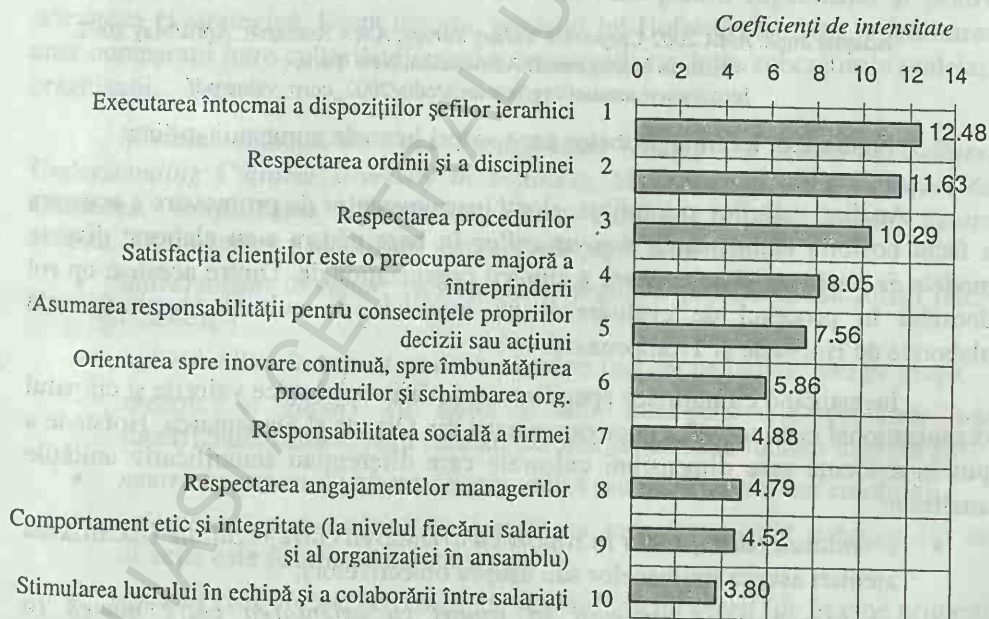 Coeficienți de intensitate
0 2 4 6 8 10 12 14
Executarea întocmai a dispozițiilor șefilor ierarhici 1 12.48
Respectarea ordinii și a disciplinei 2 11.63
Respectarea procedurilor 3 10.29
Satisfacția clienților este o preocupare majoră a
întreprinderii 4 8.05
Asumarea responsabilității pentru consecințele propriilor
decizii sau acțiuni 5 7.56
Orientarea spre inovare continuă, spre îmbunătățirea
procedurilor și schimbarea org. 6 5.86
Responsabilitatea socială a firmei 7 4.88
Respectarea angajamentelor managerilor 8 4.79
Comportament etic și integritate (la nivelul fiecărui salariat
și al organizației în ansamblu) 9 4.52
Stimularea lucrului în echipă și a colaborării între salariați 10 3.80
IASI CENTRAL U